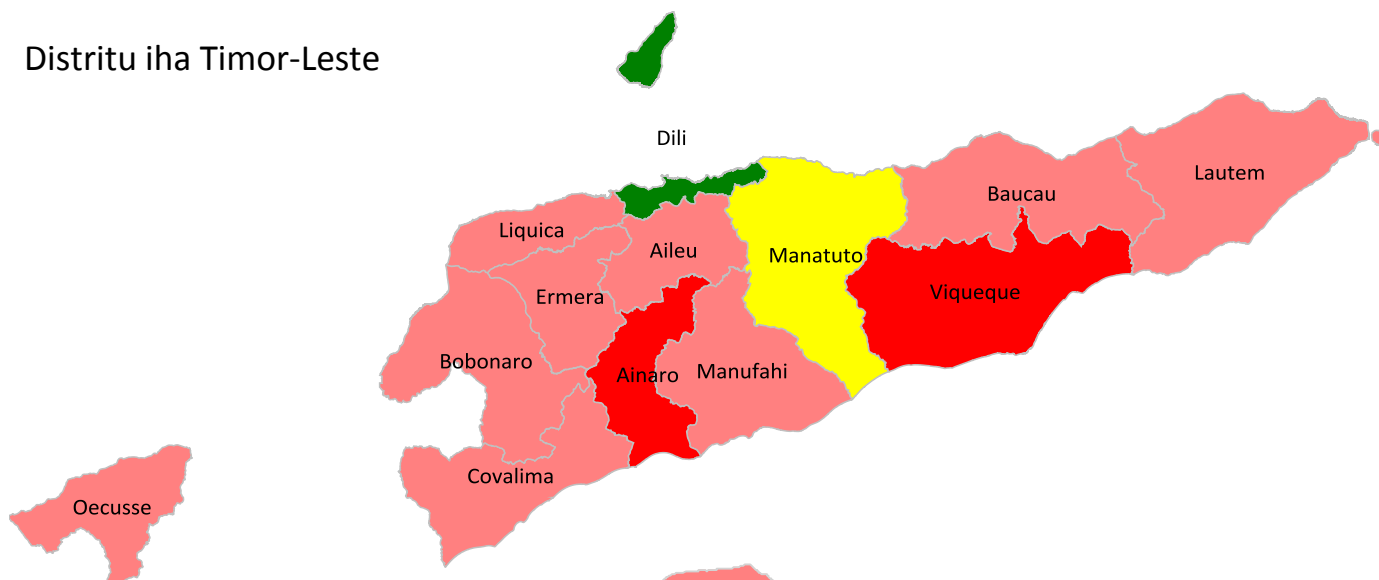 Distritu iha Timor-Leste
Dili
Lautem
Baucau
Liquica
Aileu
Manatuto
Viqueque
Ermera
Bobonaro
Ainaro
Manufahi
Covalima
Oecusse